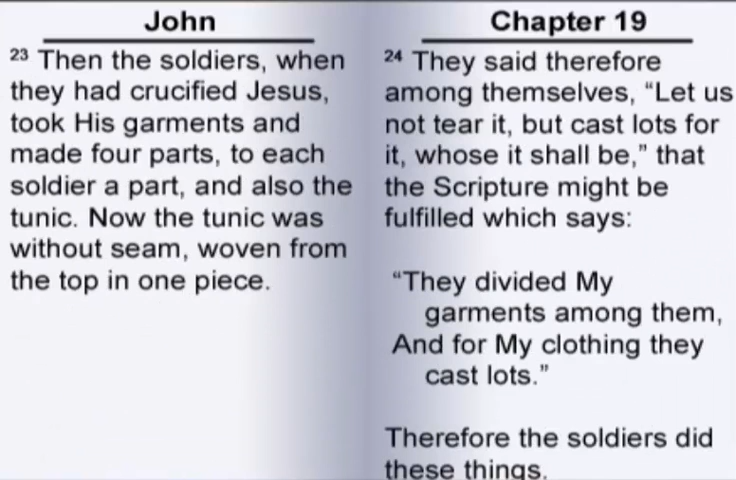 John
23 Then the soldiers, when
they had crucified Jesus,
took His garments and
made four parts, to each
soldier a part, and also the
tunic. Now the tunic was
without seam, woven from
the top in one piece.
Chapter 19
24 They said therefore
among themselves, “Let us
not tear it, but cast lots for
it, whose it shall be,” that
the Scripture might be
fulfilled which says:
“They divided My
garments among them,
And for My clothing they
cast lots.”
Therefore the soldiers did
these things.